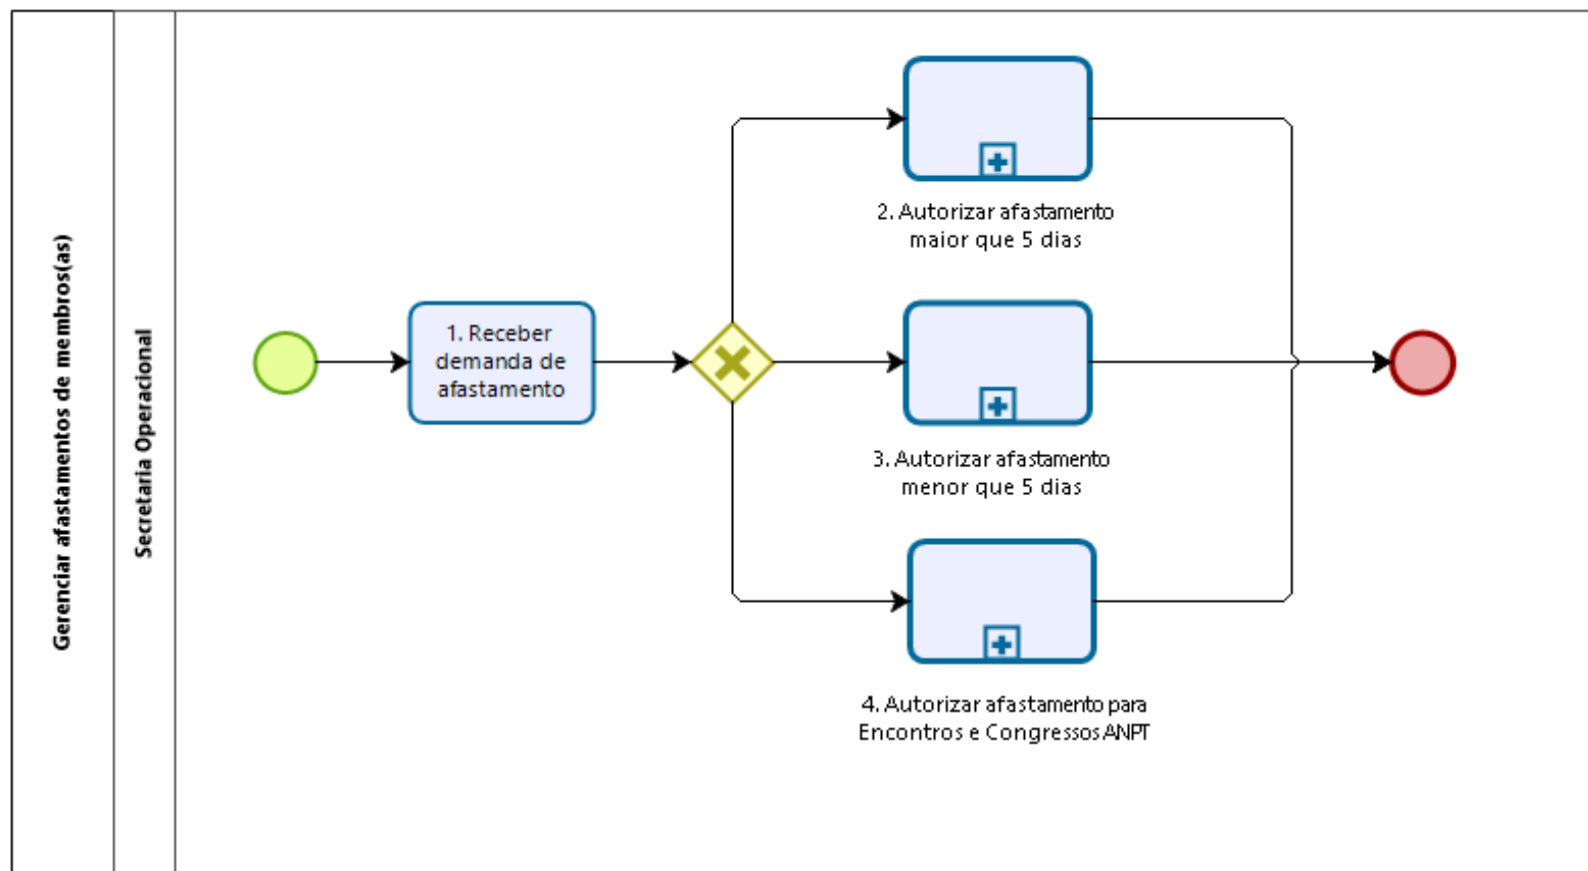 Gerenciar afastamentos de membros(as)
Secretaria Operacional
1. Receber
demanda de
afastamento
2. Autorizar afastamento
maior que 5 dias
3. Autorizar afastamento
menor que 5 dias
4. Autorizar afastamento para
Encontros e Congressos ANPT